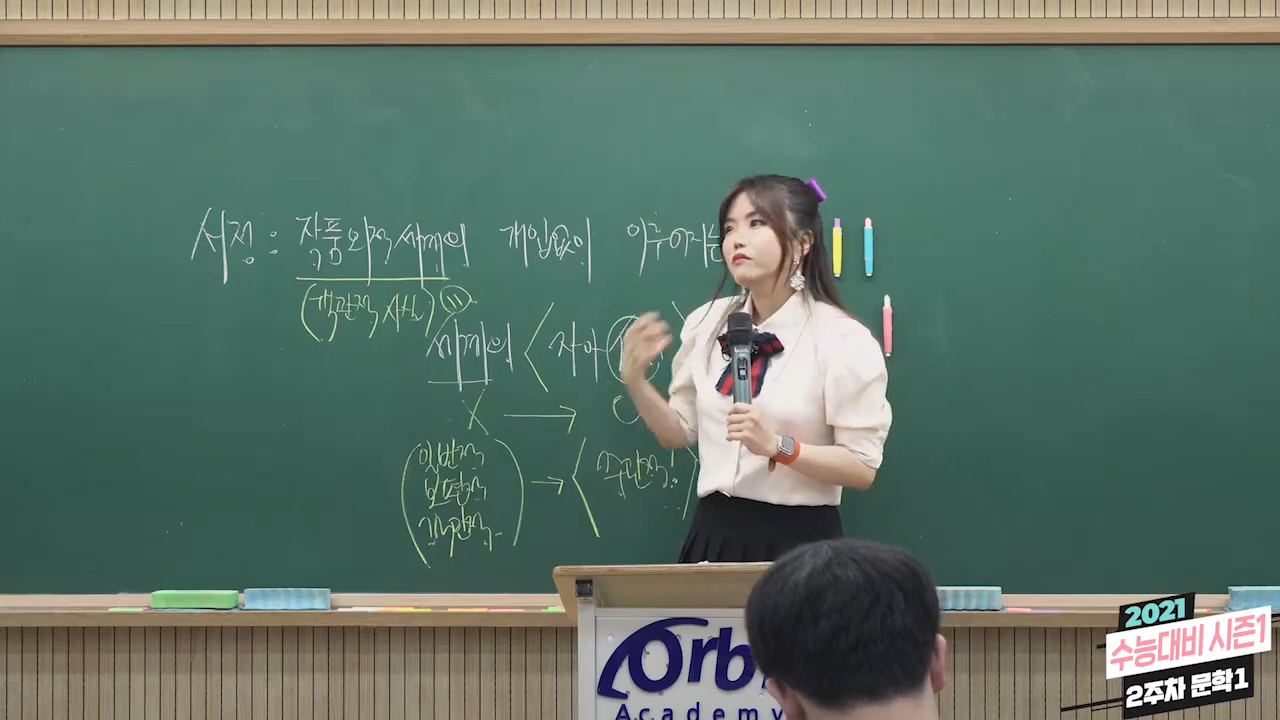 서정: 작품외적 세계의 개입없이 이루어지는
(객관적 사실) "
세계의 〈 자아
X → O
일반적 → 〈 주관적!
보편적
객관적
Orbi
Academy
2021
수능대비 시즌1
2주차 문학1